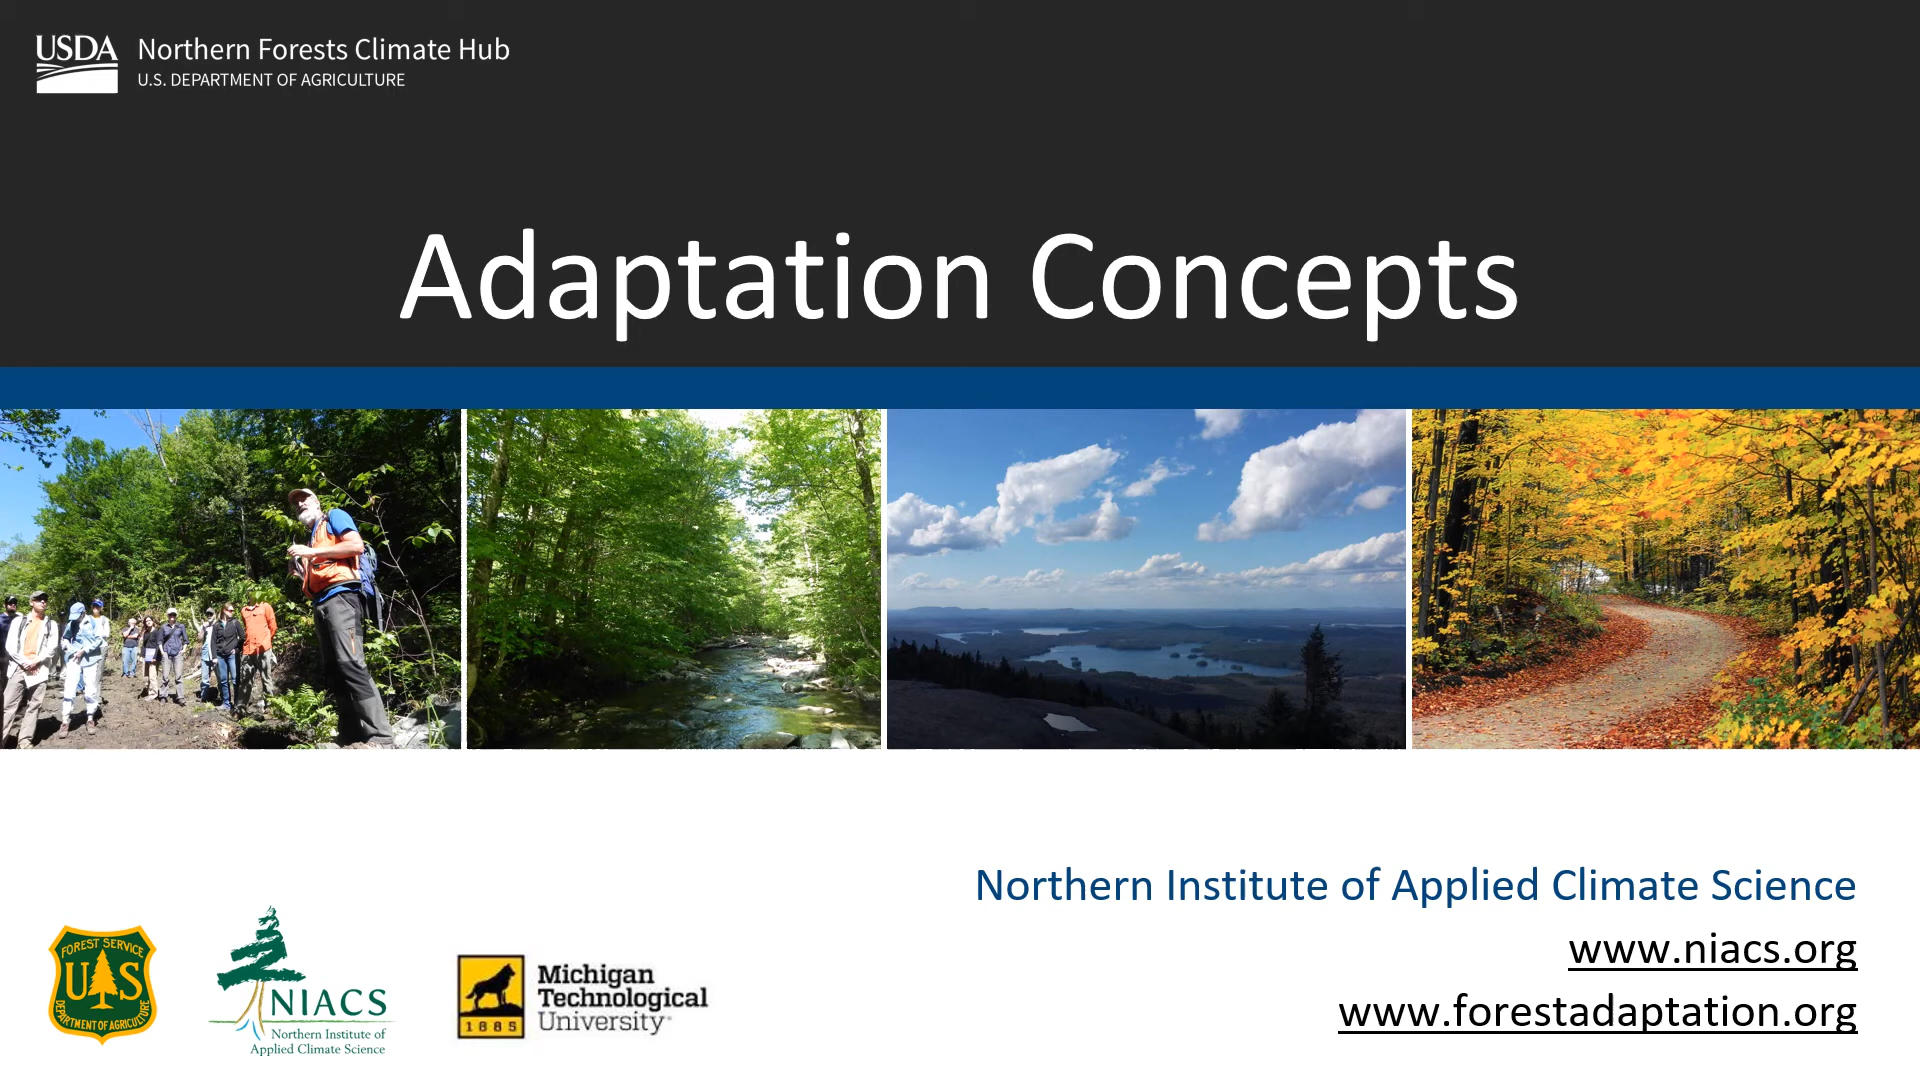 USDA
Northern Forests Climate Hub
U.S. DEPARTMENT OF AGRICULTURE
Adaptation Concepts
Northern Institute of Applied Climate Science
www.niacs.org
www.forestadaptation.org
FOREST SERVICE
U S
DEPARTMENT OF AGRICULTURE
NIACS
Northern Institute of
Applied Climate Science
Michigan
Technological
University
1885